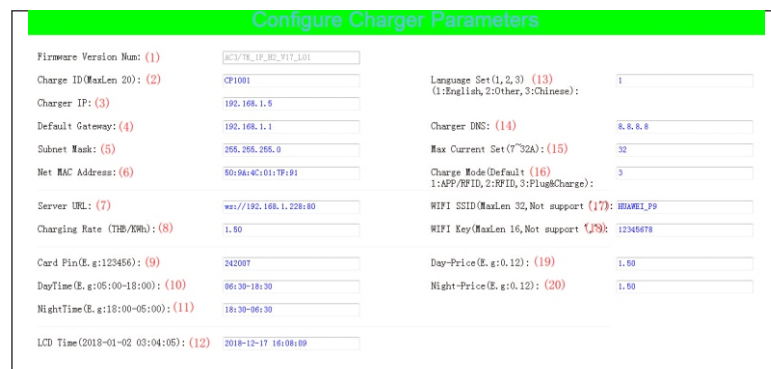 Configure Charger Parameters
Firmware Version Num: (1) AC3/7K_1P_M2_V17_L01
Charge ID(MaxLen 20): (2) CP1001 Language Set(1,2,3) (13) 1
(1:English,2:Other,3:Chinese):
Charger IP: (3) 192.168.1.5
Default Gateway: (4) 192.168.1.1 Charger DNS: (14) 8.8.8.8
Subnet Mask: (5) 255.255.255.0 Max Current Set(7~32A): (15) 32
Net MAC Address: (6) 50:9A:4C:01:7F:91 Charge Mode(Default (16) 3
1:APP/RFID,2:RFID,3:Plug&Charge):
Server URL: (7) ws://192.168.1.228:80 WIFI SSID(MaxLen 32,Not support (17): HUAWEI_P9
Charging Rate (THB/KWh): (8) 1.50 WIFI Key(MaxLen 16,Not support (18): 12345678
Card Pin(E.g:123456): (9) 242007 Day-Price(E.g:0.12): (19) 1.50
DayTime(E.g:05:00-18:00): (10) 06:30-18:30 Night-Price(E.g:0.12): (20) 1.50
NightTime(E.g:18:00-05:00): (11) 18:30-06:30
LCD Time(2018-01-02 03:04:05): (12) 2018-12-17 16:08:09